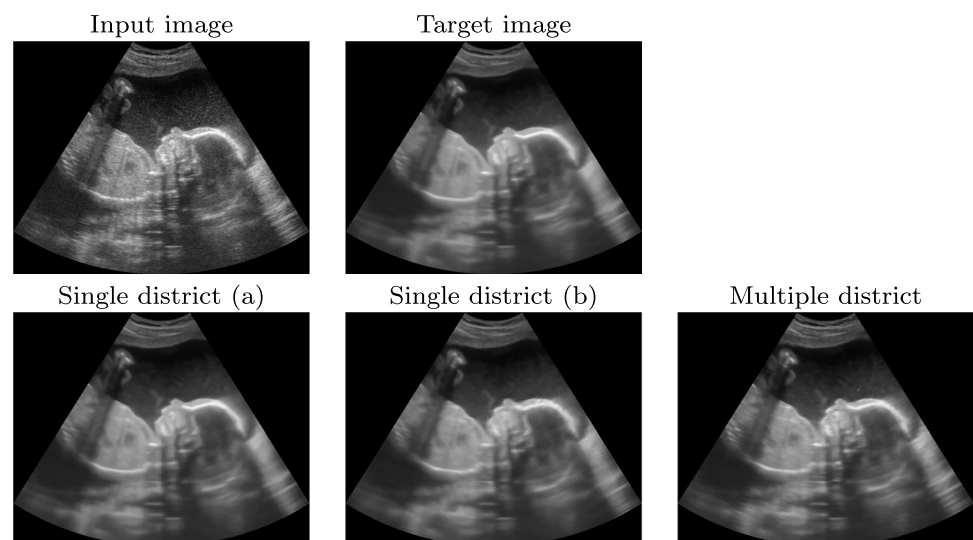 Input image
Target image
Single district (a)
Single district (b)
Multiple district